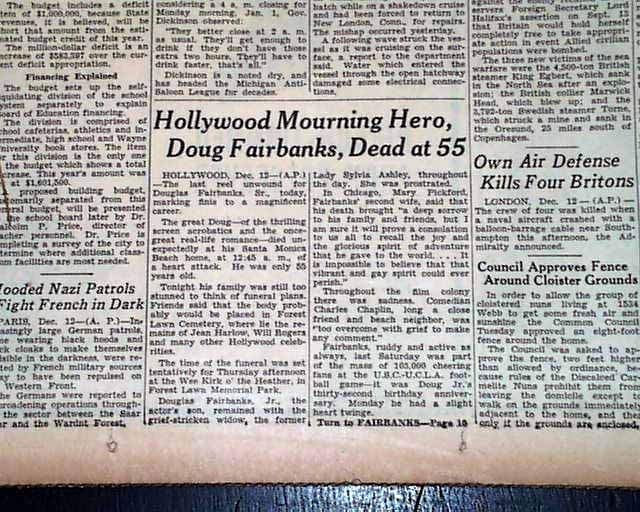 The budget includes a deficit
item of $1,000,000, because State
revenues, it is believed, will be
short that amount from the esti-
mated budget credit of this year.
The million-dollar deficit is an
increase of $583,597 over the cur-
deficit appropriation.
Financing Explained
The budget sets up the self-
liquidating division of the school
system separately to explain
Board of Education financing.
The division is comprised of
school cafeterias, athletics and in-
termediate, high school and Wayne
University book stores. The item
for this division is the only one
the budget which shows a total
increase. This year's amount was
at $1,601,500.
proposed building budget,
separated from this
general budget, will be presented
the school board later by Dr.
Malcolm P. Price, director of
teacher personnel. Dr. Price is
completing a survey of the city to
determine where additional class-
room facilities are most needed.
Hooded Nazi Patrols
Fight French in Dark
PARIS, Dec. 12—(A.P.)—In-
creasingly large German patrols,
wearing black hoods and
black cloaks to make themselves
invisible in the darkness, were re-
ported by French military sources
to have been repulsed on
Western Front.
The Germans were reported to
broadening operations through-
the sector between the Saar
and the Warndt Forest,
considering a 4 a. m. closing for
Monday morning, Jan. 1, Gov.
Dickinson observed:
"They better close at 2 a. m.
as usual. They'll get enough to
drink if they don't have those
extra two hours. They'll have to
drink faster, that's all."
Dickinson is a noted dry, and
has headed the Michigan Anti-
Saloon League for decades.
hatch while on a shakedown cruise
and had been forced to return to
New London, Conn., for repairs.
The mishap occurred yesterday.
A following wave struck the ves-
sel as it was cruising on the sur-
face, a report to the department
said. Water which entered the
vessel through the open hatchway
damaged some electrical connec-
tions.
Hollywood Mourning Hero,
Doug Fairbanks, Dead at 55
HOLLYWOOD, Dec. 12—(A.P.)
—The last reel unwound for
Douglas Fairbanks, Sr., today,
marking finis to a magnificent
career.
The great Doug—of the thrilling
screen acrobatics and the once-
great real-life romance—died un-
expectedly at his Santa Monica
Beach home, at 12:45 a. m., of
a heart attack. He was only 55
years old.
Tonight his family was still too
stunned to think of funeral plans.
Friends said that the body prob-
ably would be placed in Forest
Lawn Cemetery, where lie the re-
mains of Jean Harlow, Will Rogers
and many other Hollywood celeb-
rities.
The time of the funeral was set
tentatively for Thursday afternoon
at the Wee Kirk o' the Heather, in
Forest Lawn Memorial Park.
Douglas Fairbanks, Jr., the
actor's son, remained with the
grief-stricken widow, the former
Lady Sylvia Ashley, throughout
the day. She was prostrated.
In Chicago, Mary Pickford,
Fairbanks' second wife, said that
his death brought "a deep sorrow
to his family and friends, but I
am sure it will prove a consolation
to us all to recall the joy and
the glorious spirit of adventure
that he gave to the world. . . . It
is impossible to believe that that
vibrant and gay spirit could ever
perish."
Throughout the film colony
there was sadness. Comedian
Charles Chaplin, long a close
friend and beach neighbor, was
"too overcome with grief to make
any comment."
Fairbanks, ruddy and active as
always, last Saturday was part
of the mass of 103,000 cheering
fans at the U.S.C.-U.C.L.A. foot-
ball game—it was Doug Jr.'s
thirty-second birthday anniver-
sary. Monday he had a slight
heart twinge.
Turn to FAIRBANKS—Page 15
servers Foreign Secretary Lord
Halifax's assertion on Sept.
that Britain would hold herself
completely free to take appropri-
ate action in event Allied civilian
populations were bombed.
The three new victims of the sea
warfare were the 4,500-ton British
steamer King Egbert, which sank
in the North Sea after an explo-
sion; the British collier Marwick
Head, which blew up; and the
3,792-ton Swedish steamer Torne,
which struck a mine and sank in
the Oresund, 25 miles south of
Copenhagen.
Own Air Defense
Kills Four Britons
LONDON, Dec. 12 — (A.P.) —
The crew of four was killed when
a naval aircraft crashed with a
balloon-barrage cable near South-
ampton this afternoon, the Ad-
miralty announced.
Council Approves Fence
Around Cloister Grounds
In order to allow the group of
cloistered nuns living at 1534
Webb to get some fresh air and
sunshine the Common Council
Tuesday approved an eight-foot
fence around the home.
The Council was asked to ap-
prove the fence, two feet higher
than allowed by ordinance, be-
cause rules of the Discalced Car-
melite Nuns prohibit them from
leaving the domicile except to
walk on the grounds immediately
adjacent to the home, and then
only if the grounds are enclosed,